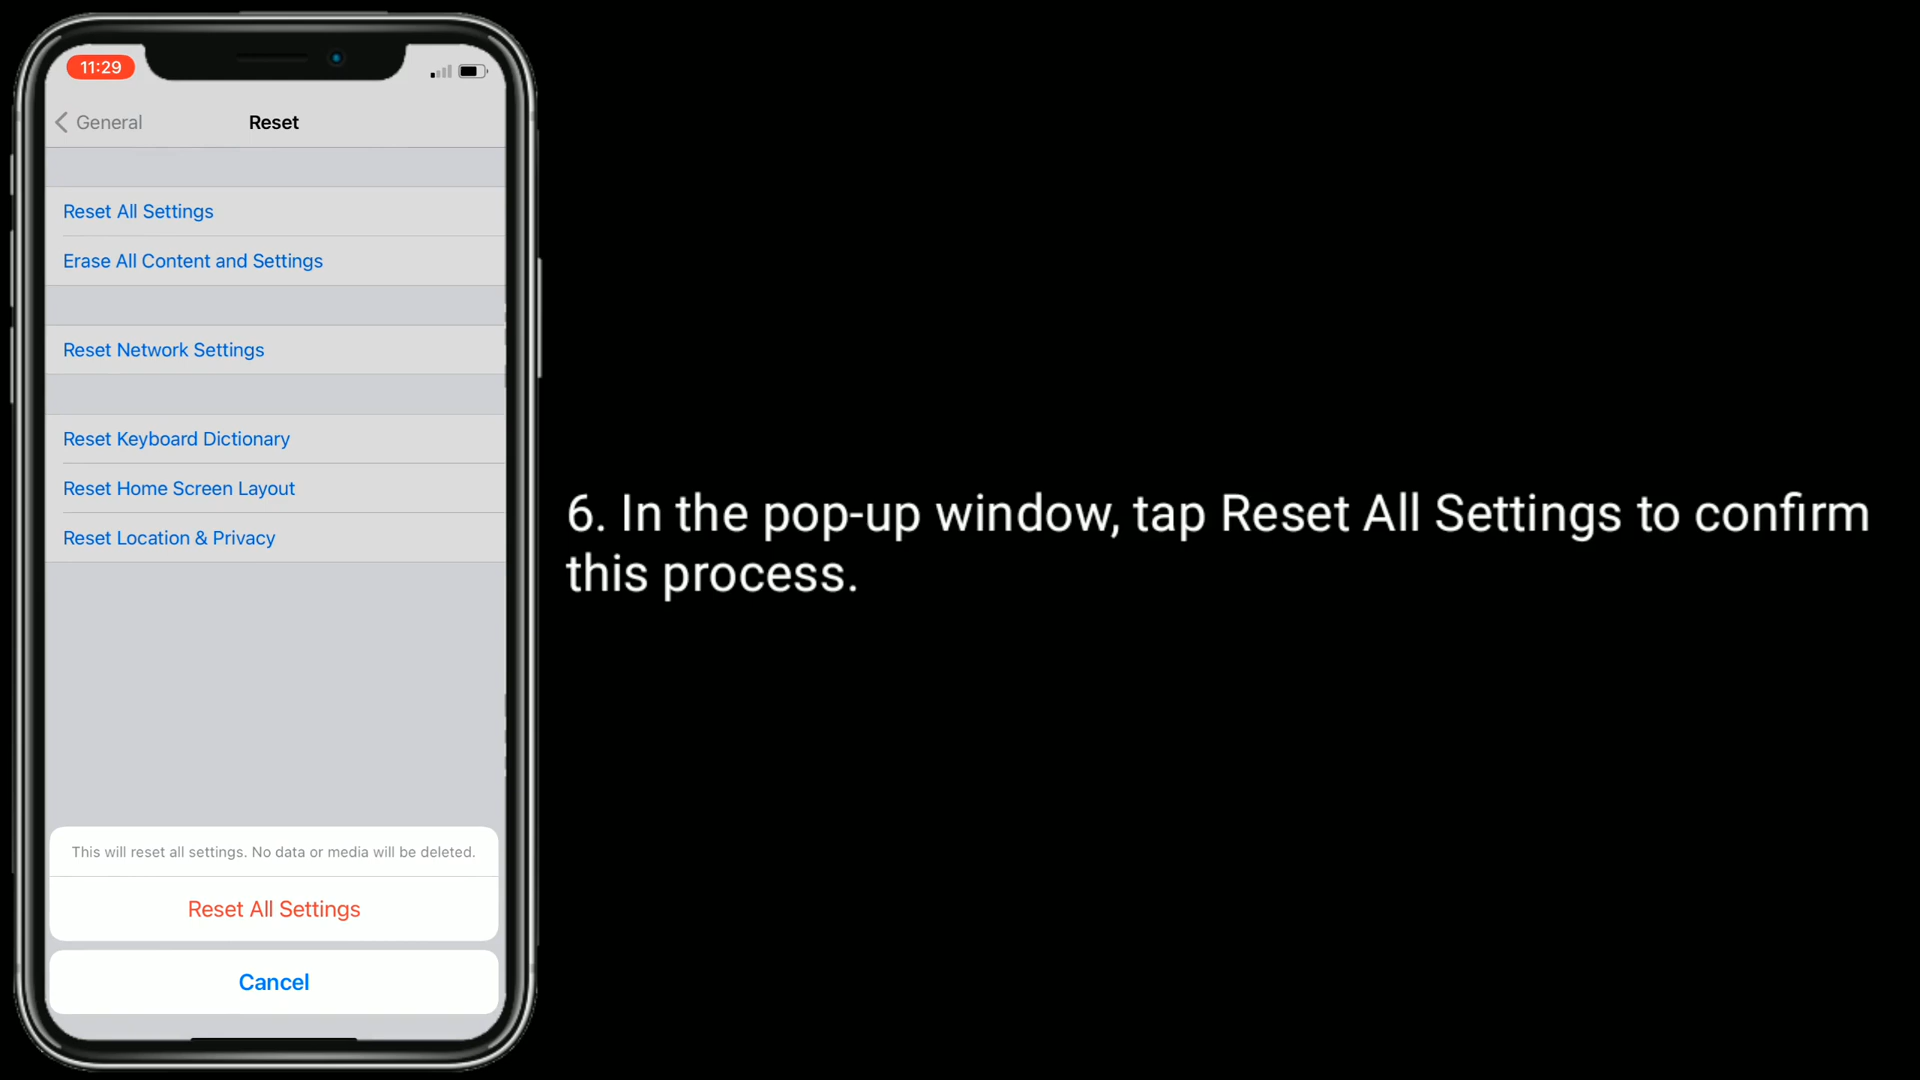 11:29
General
Reset
Reset All Settings
Erase All Content and Settings
Reset Network Settings
Reset Keyboard Dictionary
Reset Home Screen Layout
Reset Location & Privacy
This will reset all settings. No data or media will be deleted.
Reset All Settings
Cancel
6. In the pop-up window, tap Reset All Settings to confirm
this process.